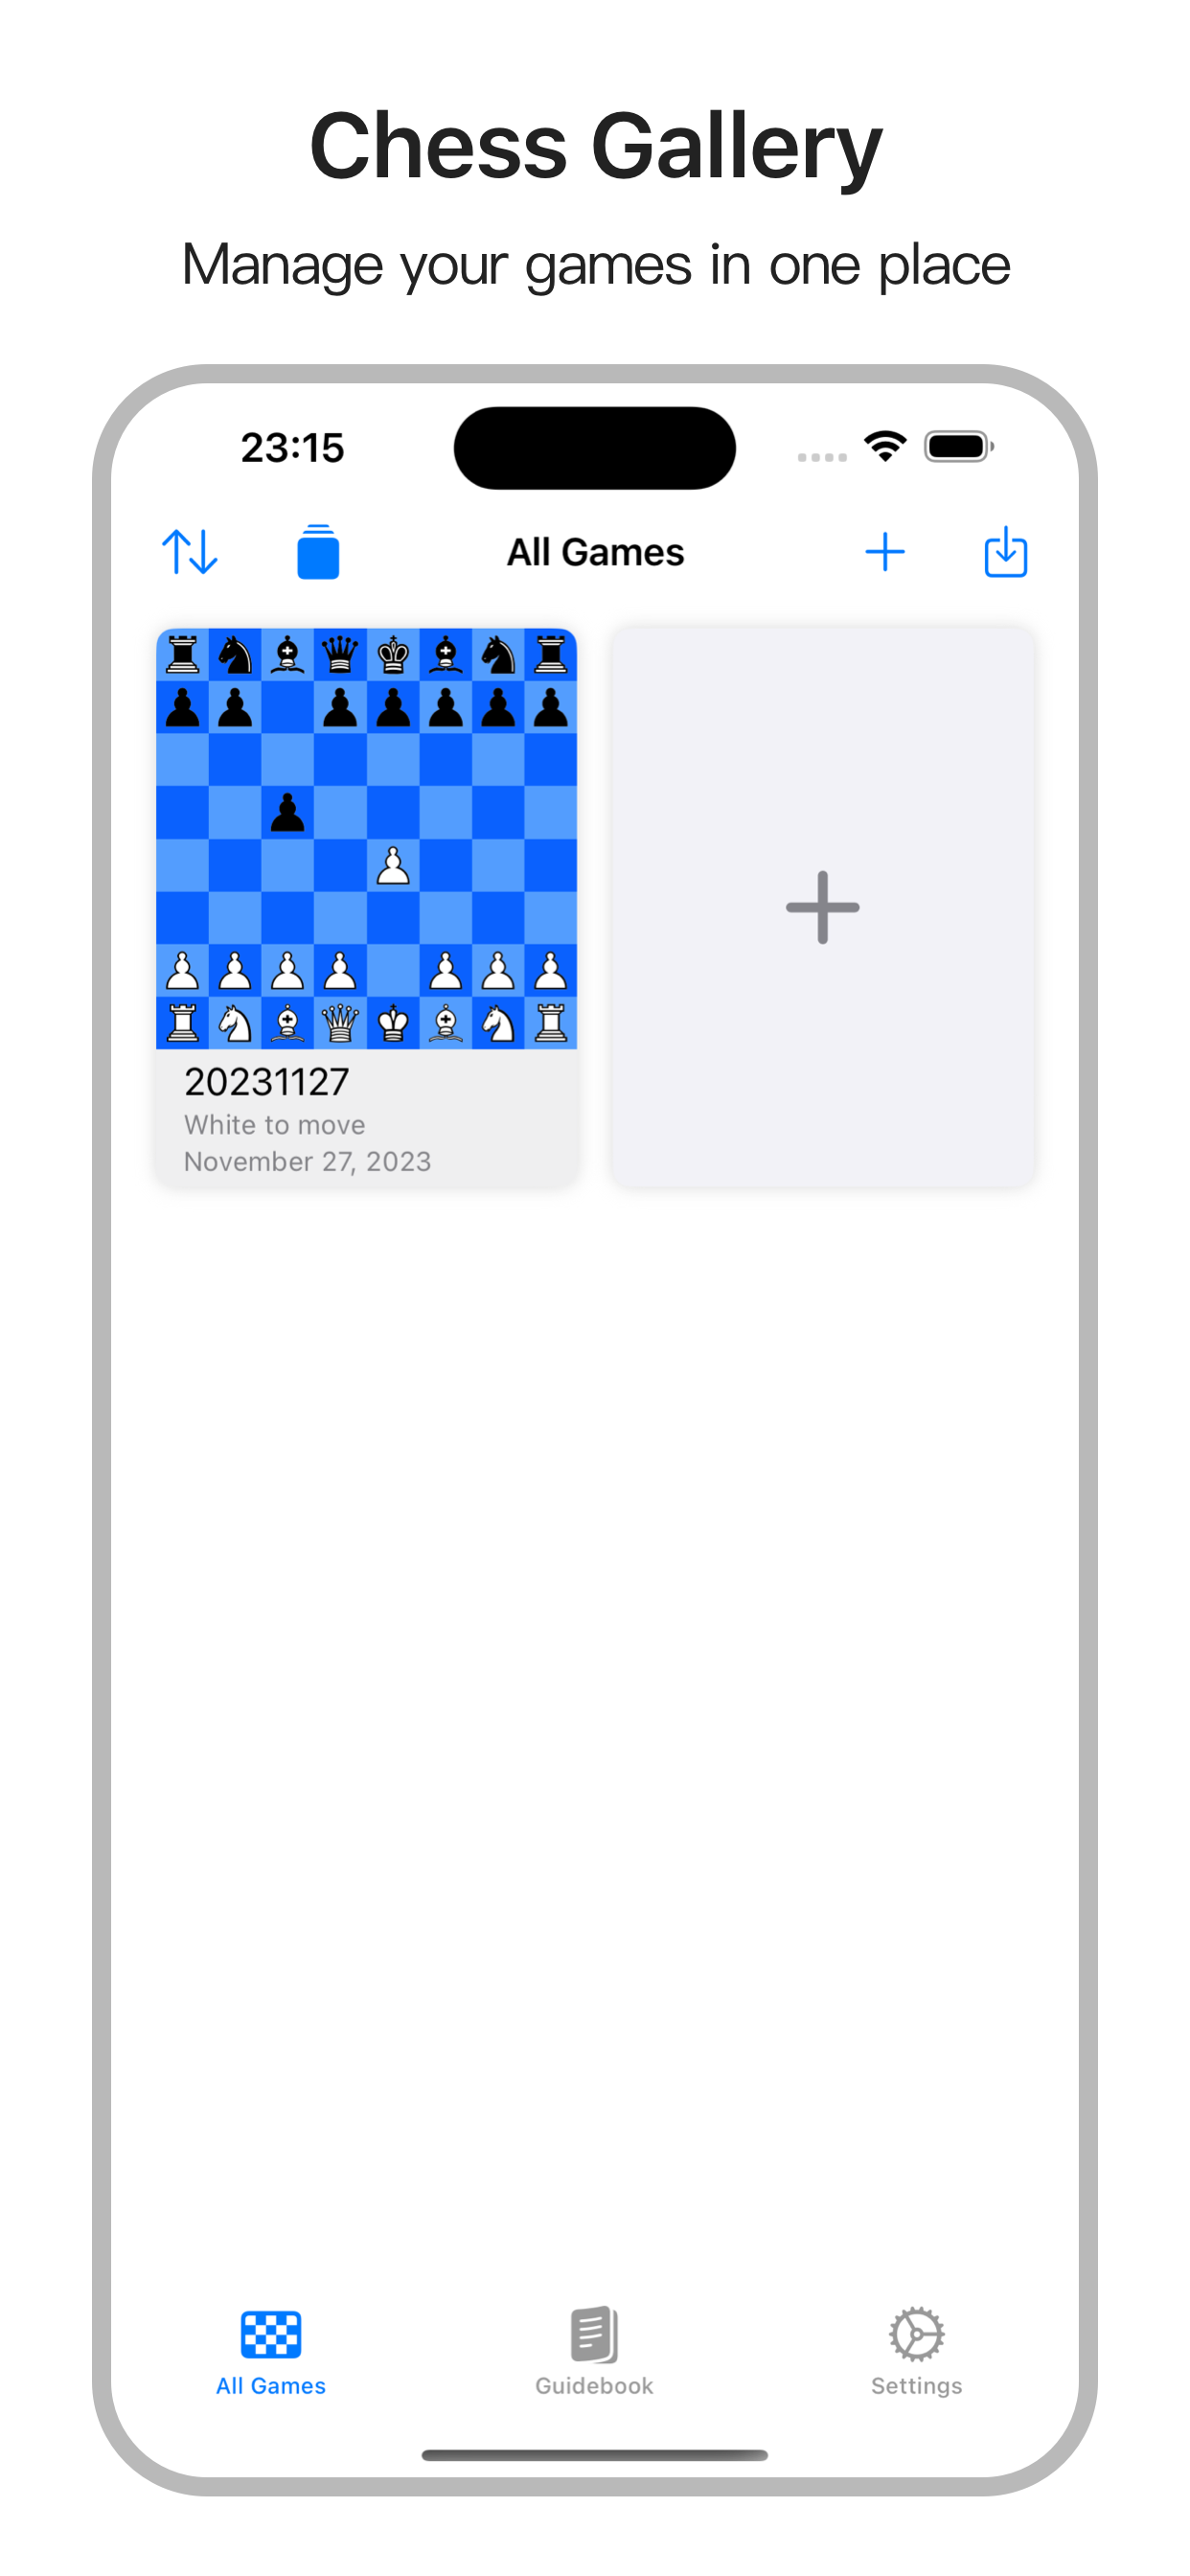 Chess Gallery
Manage your games in one place
23:15
All Games
20231127
White to move
November 27, 2023
All Games
Guidebook
Settings